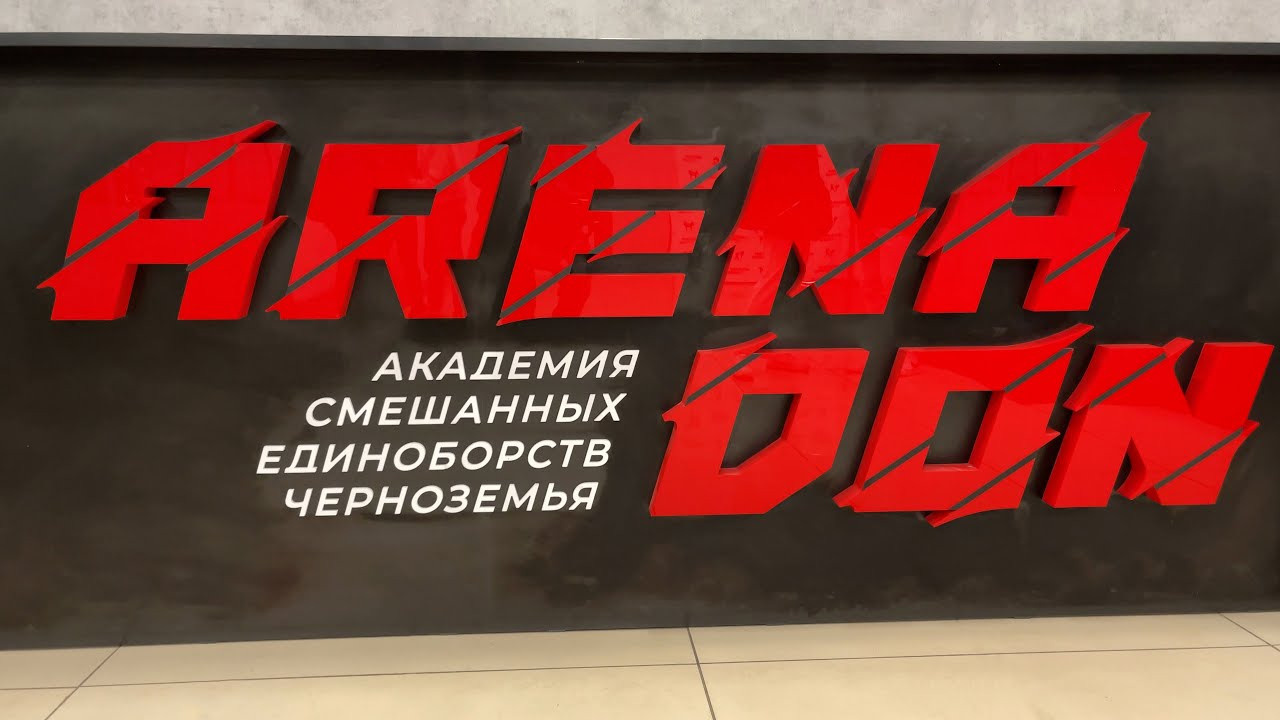 ARENA
DON
АКАДЕМИЯ
СМЕШАННЫХ
ЕДИНОБОРСТВ
ЧЕРНОЗЕМЬЯ